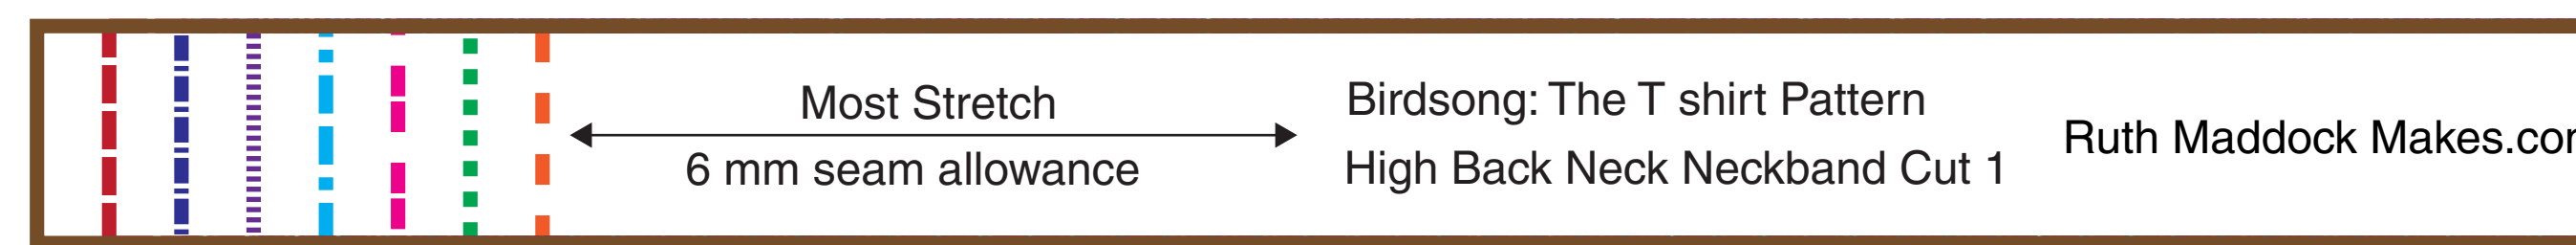 Most Stretch
6 mm seam allowance
Birdsong: The T shirt Pattern
High Back Neck Neckband Cut 1
Ruth Maddock Makes.com